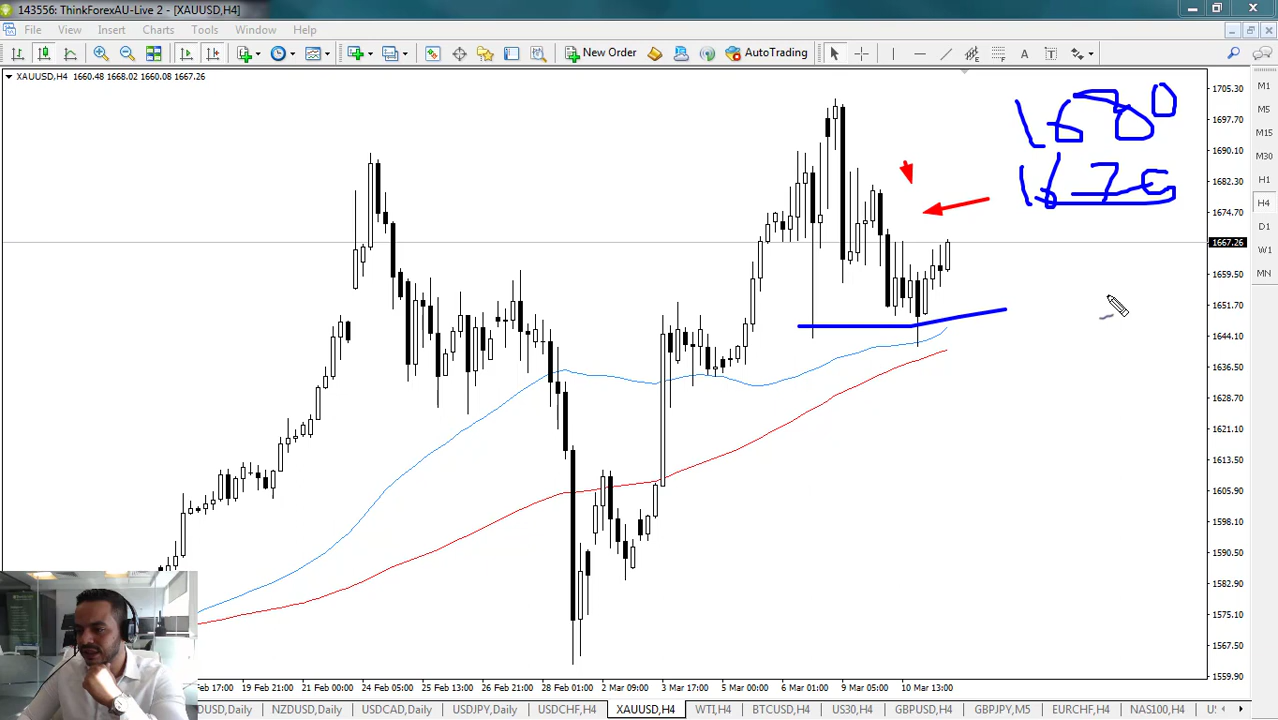 143556: ThinkForexAU-Live 2 - [XAUUSD,H4]
File View Insert Charts Tools Window Help
New Order AutoTrading
XAUUSD,H4 1660.48 1668.02 1660.08 1667.26
1680
1670
1705.30
1697.70
1690.10
1682.30
1674.70
1667.26
1659.50
1651.70
1644.10
1636.50
1628.70
1621.10
1613.50
1605.90
1598.10
1590.50
1582.90
1575.10
1567.50
1559.90
M1
M5
M15
M30
H1
H4
D1
W1
MN
17:00 19 Feb 21:00 21 Feb 00:00 24 Feb 05:00 25 Feb 13:00 26 Feb 21:00 28 Feb 01:00 2 Mar 09:00 3 Mar 17:00 5 Mar 00:00 6 Mar 01:00 9 Mar 05:00 10 Mar 13:00
USD,Daily NZDUSD,Daily USDCAD,Daily USDJPY,Daily USDCHF,H4 XAUUSD,H4 WTI,H4 BTCUSD,H4 US30,H4 GBPUSD,H4 GBPJPY,M5 EURCHF,H4 NAS100,H4